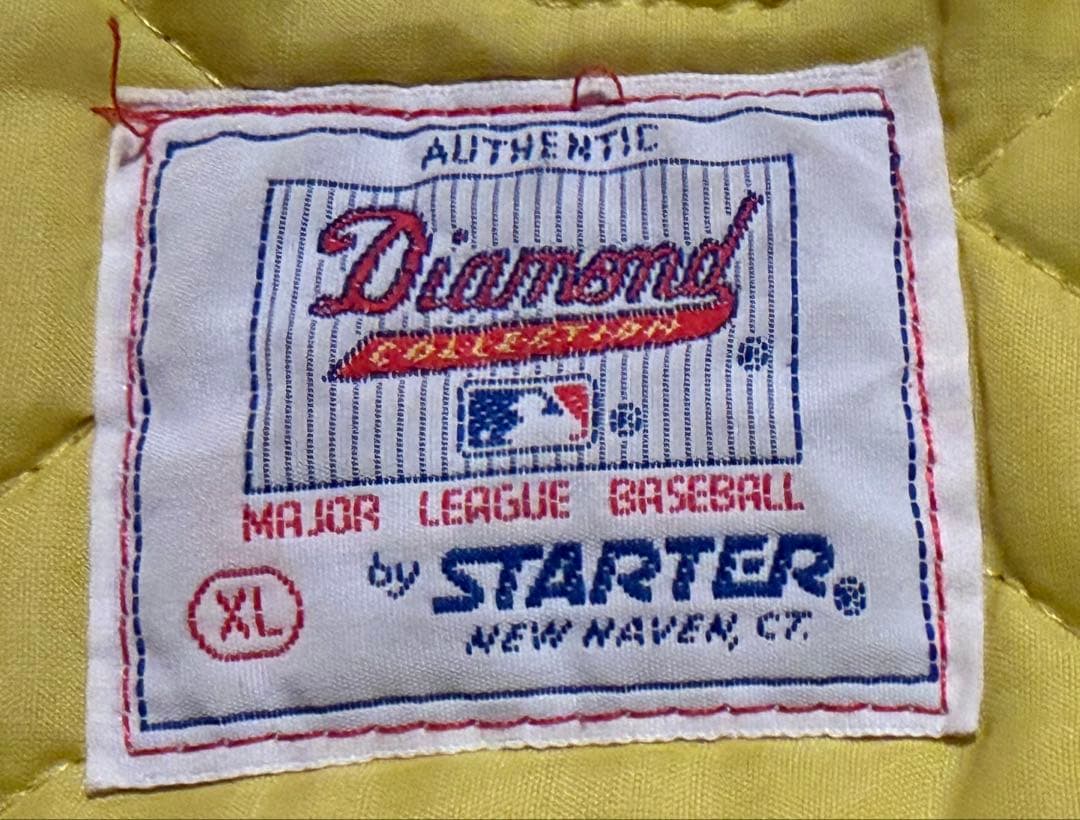 AUTHENTIC
Diamond
COLLECTION
®
®
MAJOR LEAGUE BASEBALL
by STARTER®
NEW HAVEN, CT.
XL